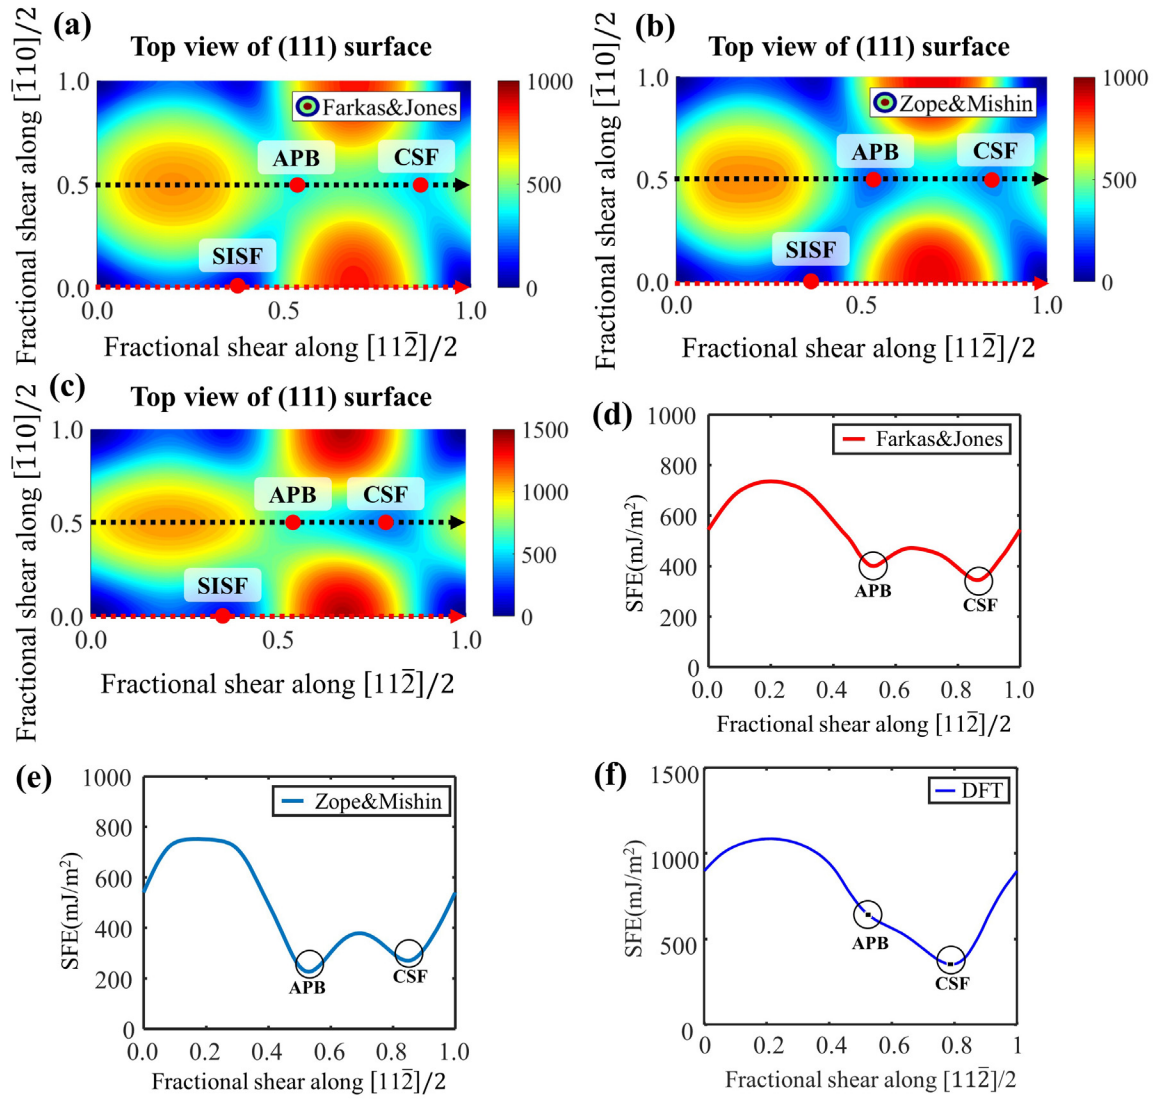 (a)
Top view of (111) surface
Fractional shear along [1̅10]/2
1.0
0.5
0.0
Farkas&Jones
APB
CSF
SISF
1000
500
0
0.0
0.5
1.0
Fractional shear along [112̅]/2
(b)
Top view of (111) surface
Fractional shear along [1̅10]/2
1.0
0.5
0.0
Zope&Mishin
APB
CSF
SISF
1000
500
0
0.0
0.5
1.0
Fractional shear along [112̅]/2
(c)
Top view of (111) surface
Fractional shear along [1̅10]/2
1.0
0.5
0.0
APB
CSF
SISF
1500
1000
500
0
0.0
0.5
1.0
Fractional shear along [112̅]/2
(d)
SFE(mJ/m²)
1000
800
600
400
200
0
Farkas&Jones
APB
CSF
0.0 0.2 0.4 0.6 0.8 1.0
Fractional shear along [112̅]/2
(e)
SFE(mJ/m²)
1000
800
600
400
200
0
Zope&Mishin
APB
CSF
0.0 0.2 0.4 0.6 0.8 1.0
Fractional shear along [112̅]/2
(f)
SFE(mJ/m²)
1500
1000
500
0
DFT
APB
CSF
0 0.2 0.4 0.6 0.8 1
Fractional shear along [112̅]/2